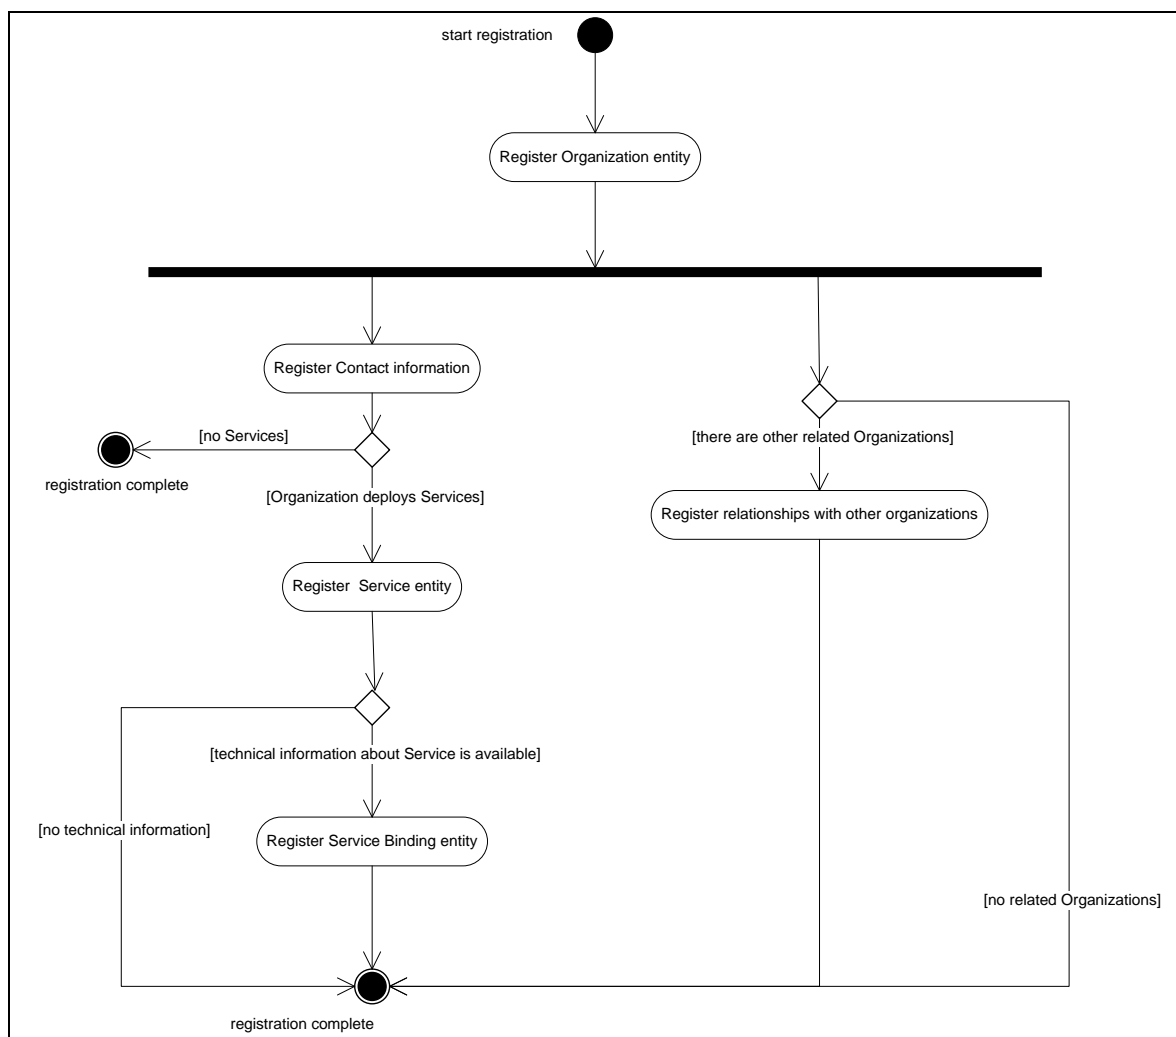 start registration
Register Organization entity
Register Contact information
[no Services]
[there are other related Organizations]
registration complete
[Organization deploys Services]
Register relationships with other organizations
Register  Service entity
[technical information about Service is available]
[no technical information]
Register Service Binding entity
[no related Organizations]
registration complete